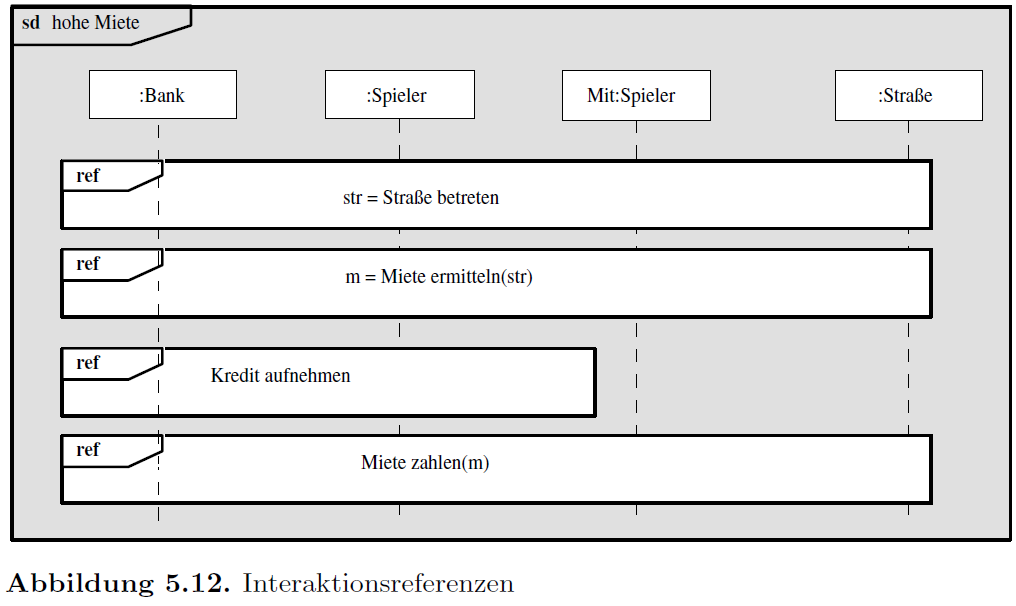 sd hohe Miete
:Bank :Spieler Mit:Spieler :Straße
ref
str = Straße betreten
ref
m = Miete ermitteln(str)
ref
Kredit aufnehmen
ref
Miete zahlen(m)
Abbildung 5.12. Interaktionsreferenzen